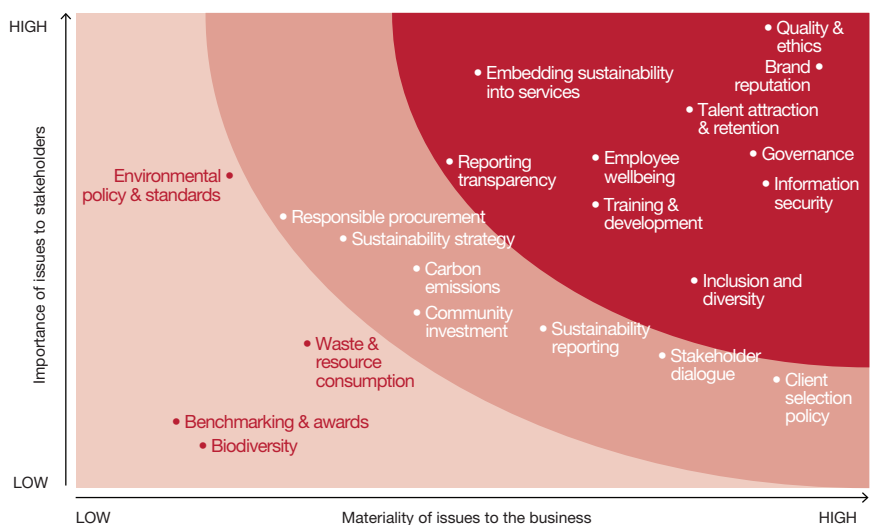 HIGH
Quality &
ethics
Brand
reputation
Embedding sustainability
into services
Talent attraction
& retention
Governance
Employee
wellbeing
Reporting
transparency
Environmental
policy & standards
Information
security
Training &
development
Responsible procurement
Sustainability strategy
Carbon
emissions
Inclusion and
diversity
Community
investment
Sustainability
reporting
Waste &
resource
consumption
Stakeholder
dialogue
Client
selection
policy
Benchmarking & awards
Biodiversity
Importance of issues to stakeholders
LOW
LOW
Materiality of issues to the business
HIGH